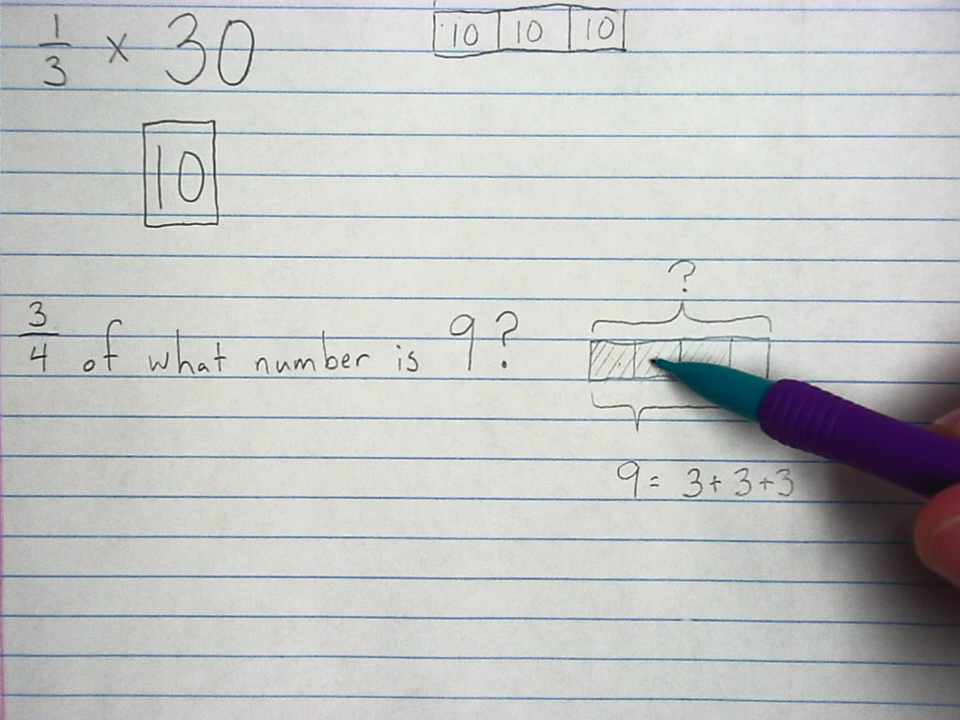 1/3 × 30
10 10 10
10
?
3/4 of what number is 9?
9 = 3+3+3